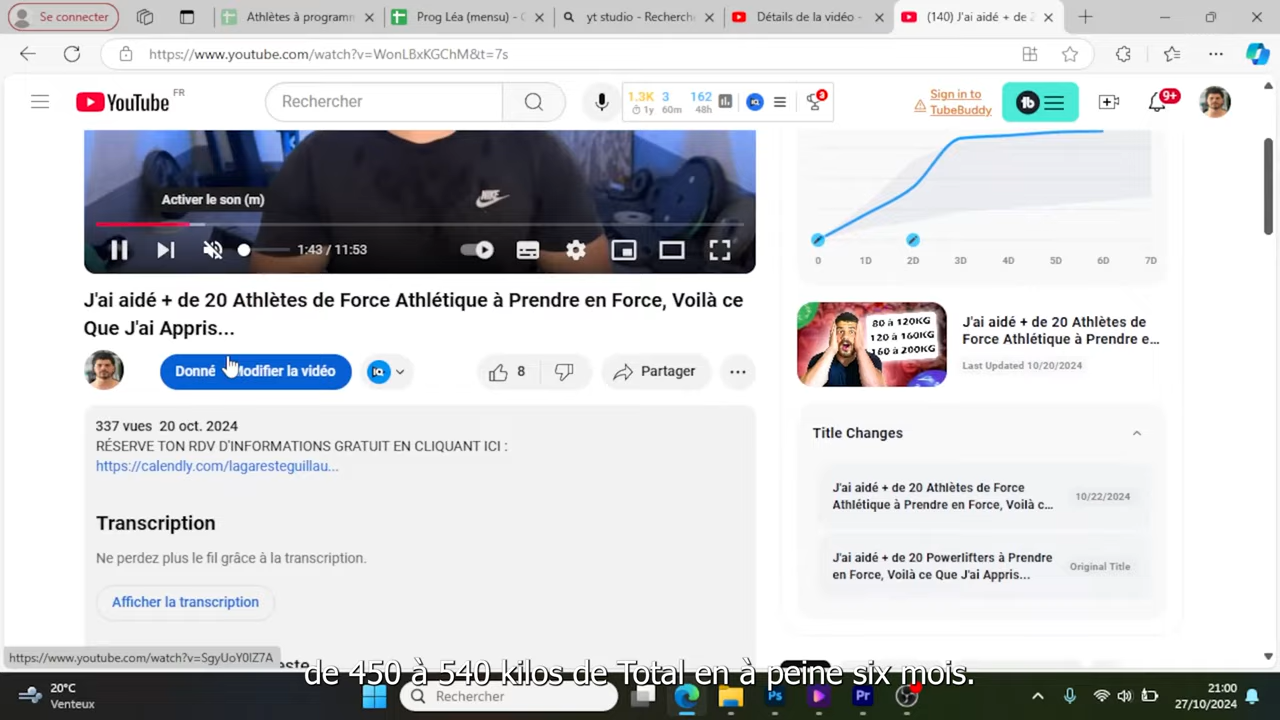 Se connecter
Athlètes à programm
Prog Léa (mensu) - G
yt studio - Recherche
Détails de la vidéo -
(140) J'ai aidé + de 2
https://www.youtube.com/watch?v=WonLBxKGChM&t=7s
YouTube FR
Rechercher
1.3K 3 162
1y 60m 48h
Sign in to
TubeBuddy
9+
NIKE
Activer le son (m)
1:43 / 11:53
0 1D 2D 3D 4D 5D 6D 7D
J'ai aidé + de 20 Athlètes de Force Athlétique à Prendre en Force, Voilà ce
Que J'ai Appris...
80 à 120KG
120 à 160KG
160 à 200KG
J'ai aidé + de 20 Athlètes de
Force Athlétique à Prendre e...
Last Updated 10/20/2024
Modifier la vidéo
8
Partager
337 vues 20 oct. 2024
RÉSERVE TON RDV D'INFORMATIONS GRATUIT EN CLIQUANT ICI :
https://calendly.com/lagaresteguillau...
Transcription
Ne perdez plus le fil grâce à la transcription.
Afficher la transcription
Title Changes
J'ai aidé + de 20 Athlètes de Force
Athlétique à Prendre en Force, Voilà c...
10/22/2024
J'ai aidé + de 20 Powerlifters à Prendre
en Force, Voilà ce Que J'ai Appris...
Original Title
https://www.youtube.com/watch?v=SgyUoY0IZ7A
de 450 à 540 kilos de Total en à peine six mois.
20°C
Venteux
Rechercher
21:00
27/10/2024